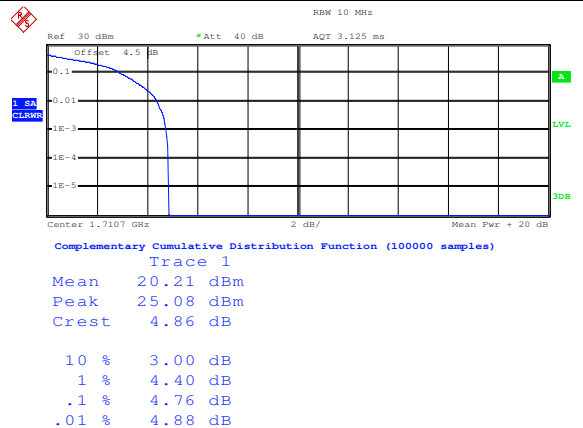 RBW 10 MHz
Ref 30 dBm *Att 40 dB AQT 3.125 ms
Offset 4.5 dB
0.1
A
0.01
1 SA
CLRWR
1E-3
LVL
1E-4
1E-5
3DB
Center 1.7107 GHz 2 dB/ Mean Pwr + 20 dB
Complementary Cumulative Distribution Function (100000 samples)
Trace 1
Mean 20.21 dBm
Peak 25.08 dBm
Crest 4.86 dB
10 % 3.00 dB
1 % 4.40 dB
.1 % 4.76 dB
.01 % 4.88 dB